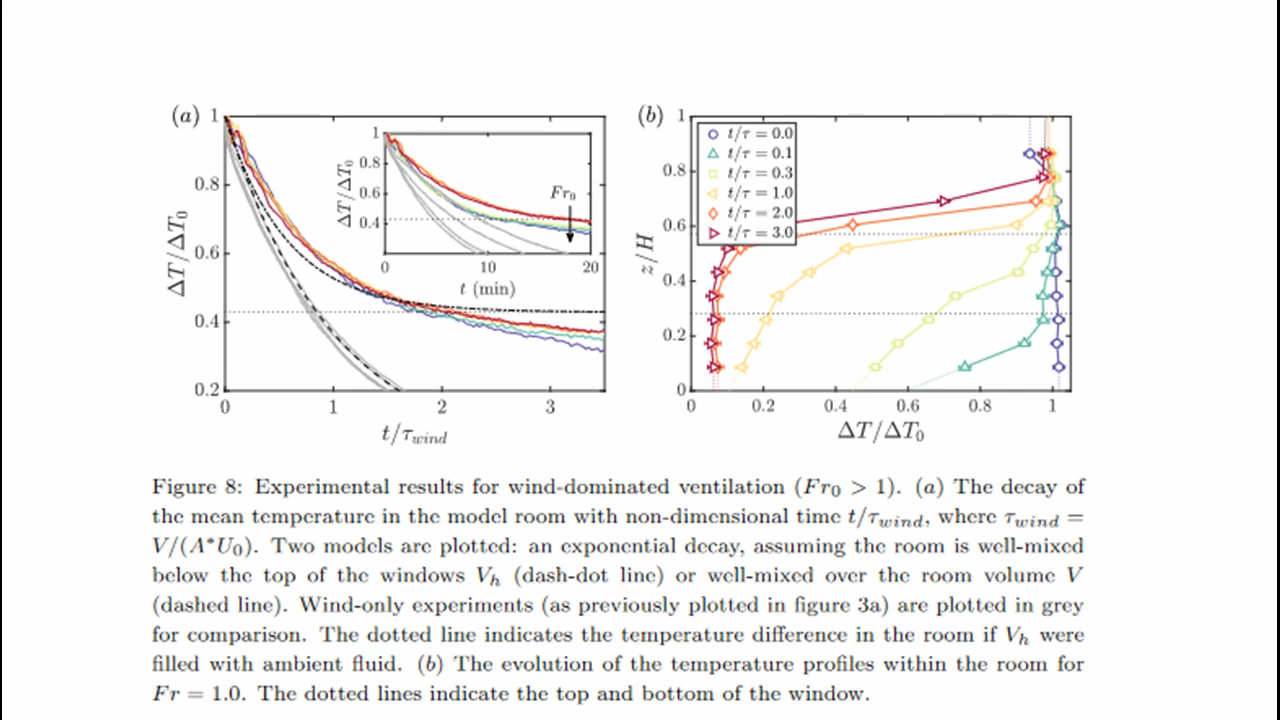 (a)
1
0.8
0.6
0.4
0.2
ΔT/ΔT₀
0 1 2 3
t/τ_wind
1
0.8
0.6
0.4
ΔT/ΔT₀
Fr₀
0 10 20
t (min)
(b)
1
0.8
0.6
0.4
0.2
0
z/H
t/τ = 0.0
t/τ = 0.1
t/τ = 0.3
t/τ = 1.0
t/τ = 2.0
t/τ = 3.0
0 0.2 0.4 0.6 0.8 1
ΔT/ΔT₀
Figure 8: Experimental results for wind-dominated ventilation (Fr₀ > 1). (a) The decay of
the mean temperature in the model room with non-dimensional time t/τ_wind, where τ_wind =
V/(A*U₀). Two models are plotted: an exponential decay, assuming the room is well-mixed
below the top of the windows V_h (dash-dot line) or well-mixed over the room volume V
(dashed line). Wind-only experiments (as previously plotted in figure 3a) are plotted in grey
for comparison. The dotted line indicates the temperature difference in the room if V_h were
filled with ambient fluid. (b) The evolution of the temperature profiles within the room for
Fr = 1.0. The dotted lines indicate the top and bottom of the window.